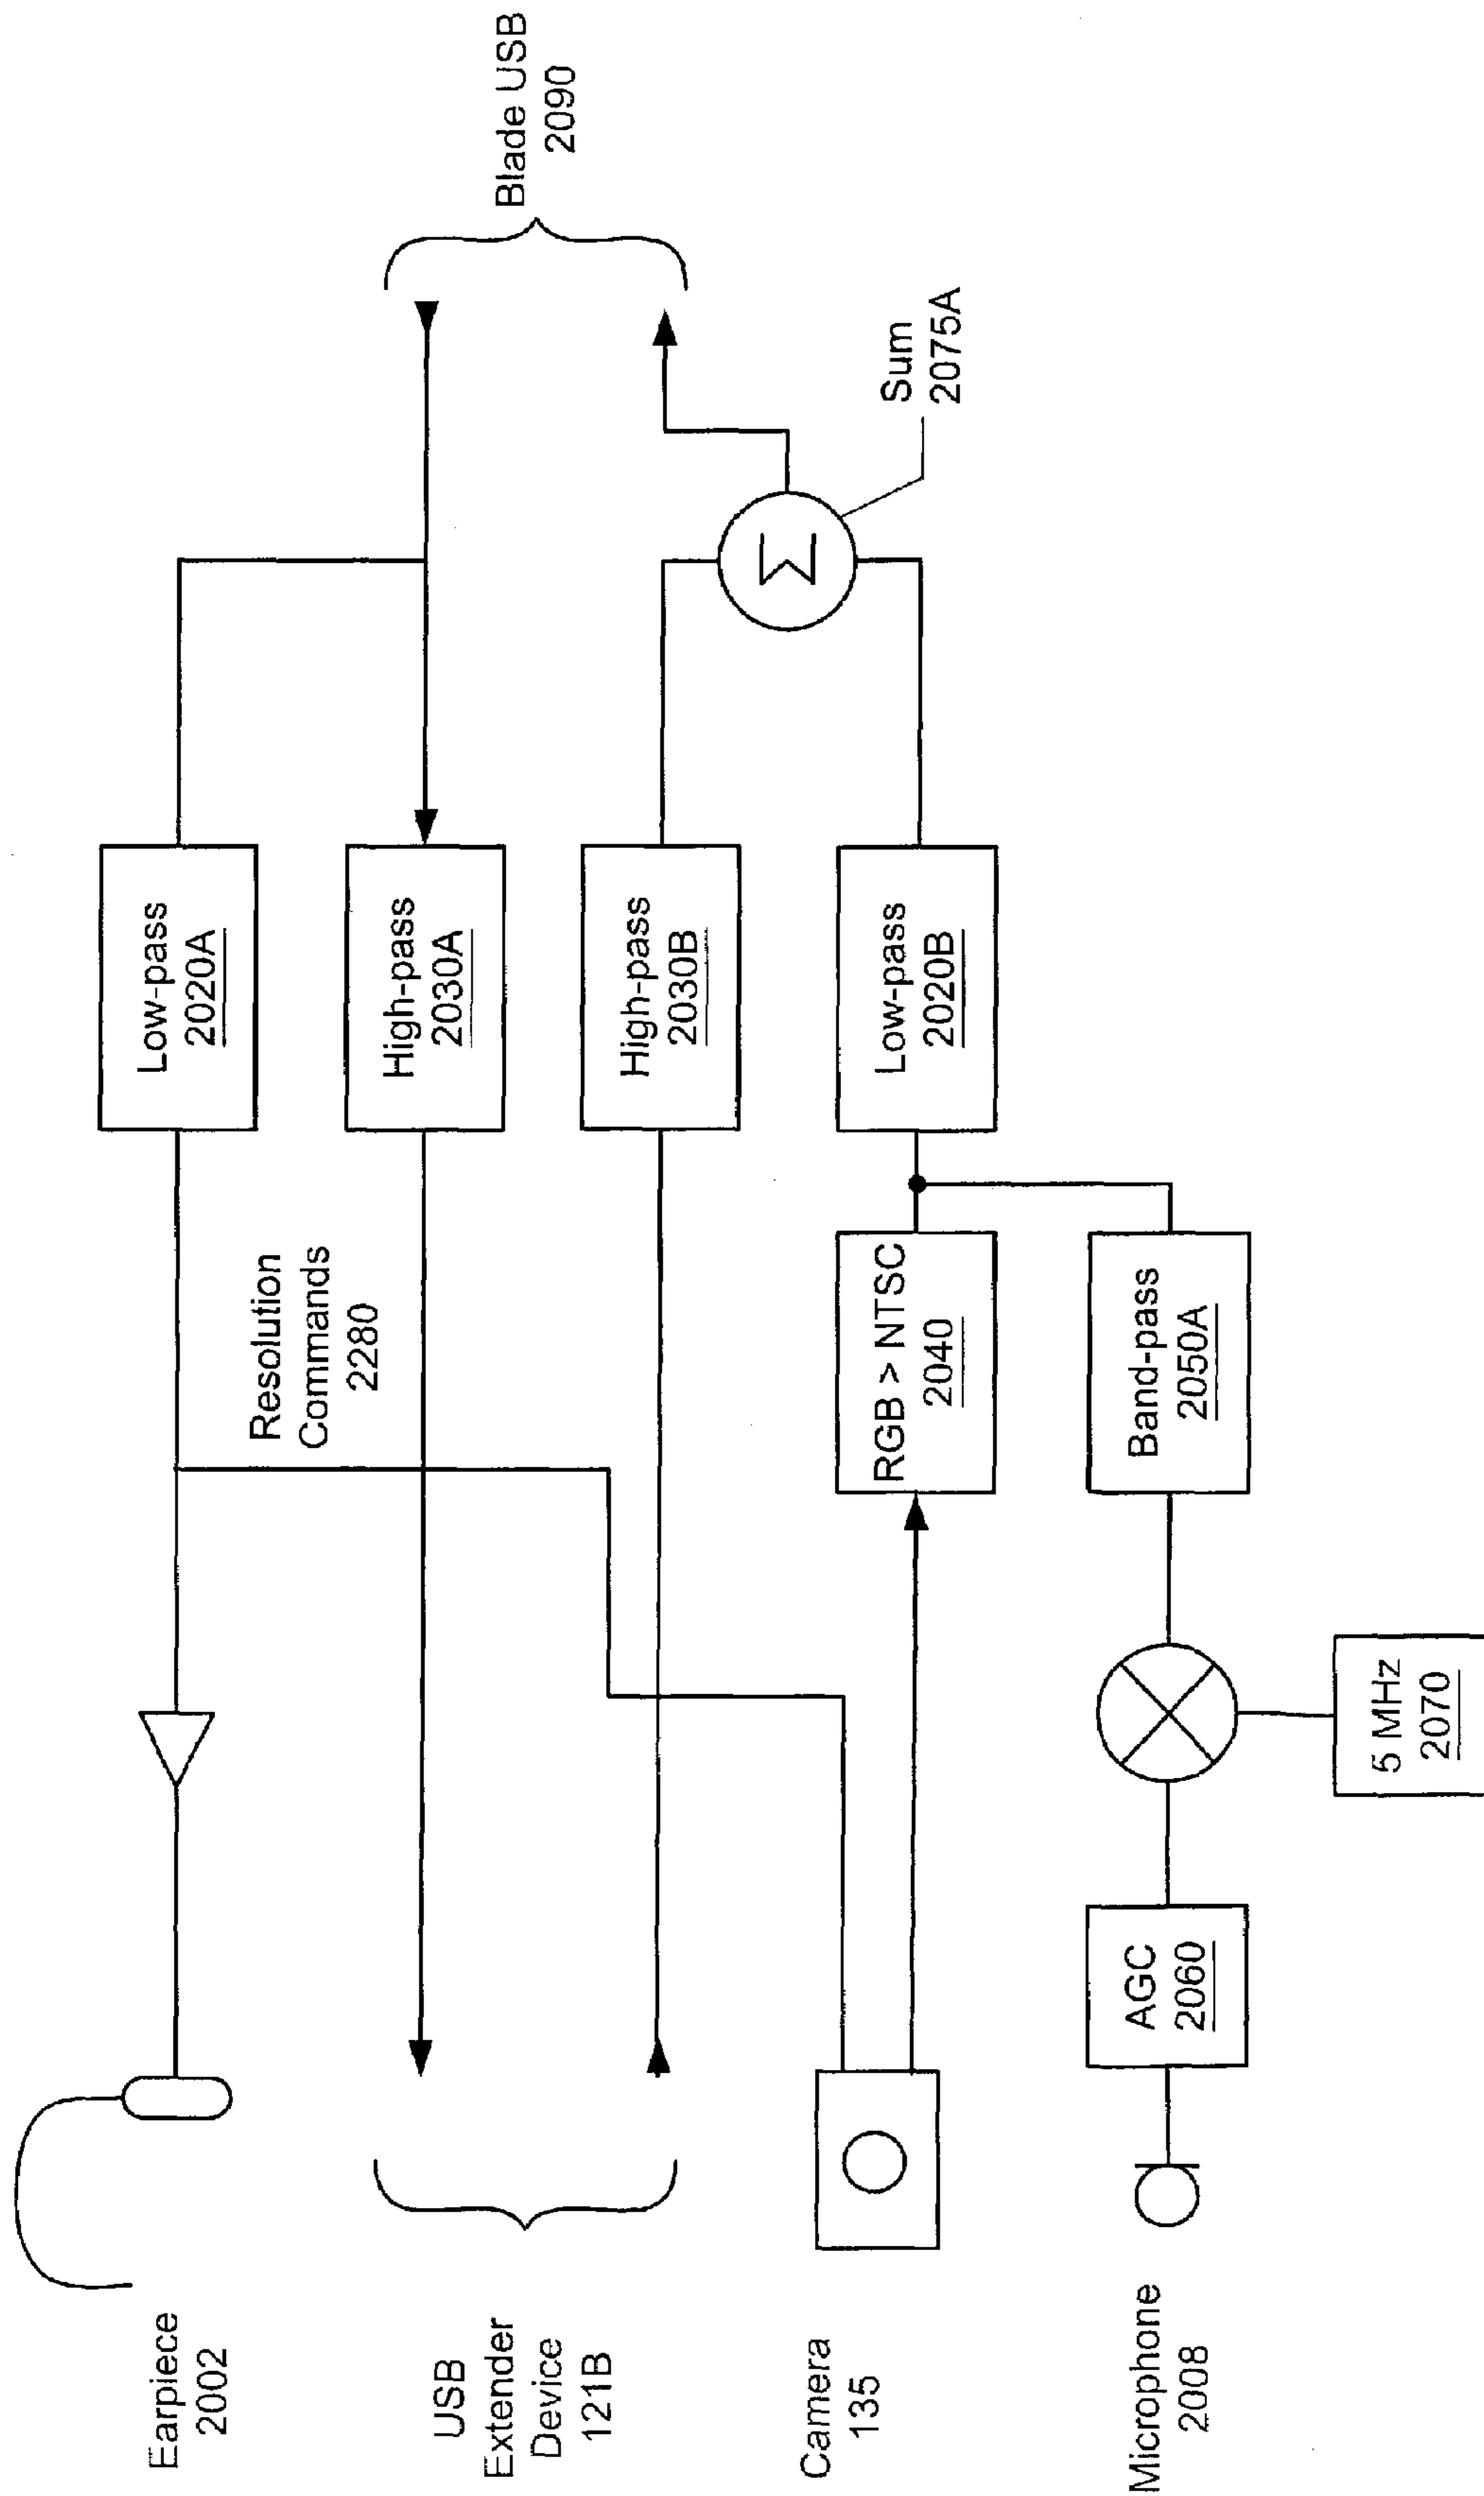 Earpiece
2002
Low-pass
2020A
Resolution
Commands
2280
USB
Extender
Device
121B
High-pass
2030A
High-pass
2030B
Blade USB
2090
Camera
135
RGB > NTSC
2040
Low-pass
2020B
Σ
Sum
2075A
Microphone
2008
AGC
2060
Band-pass
2050A
5 MHz
2070